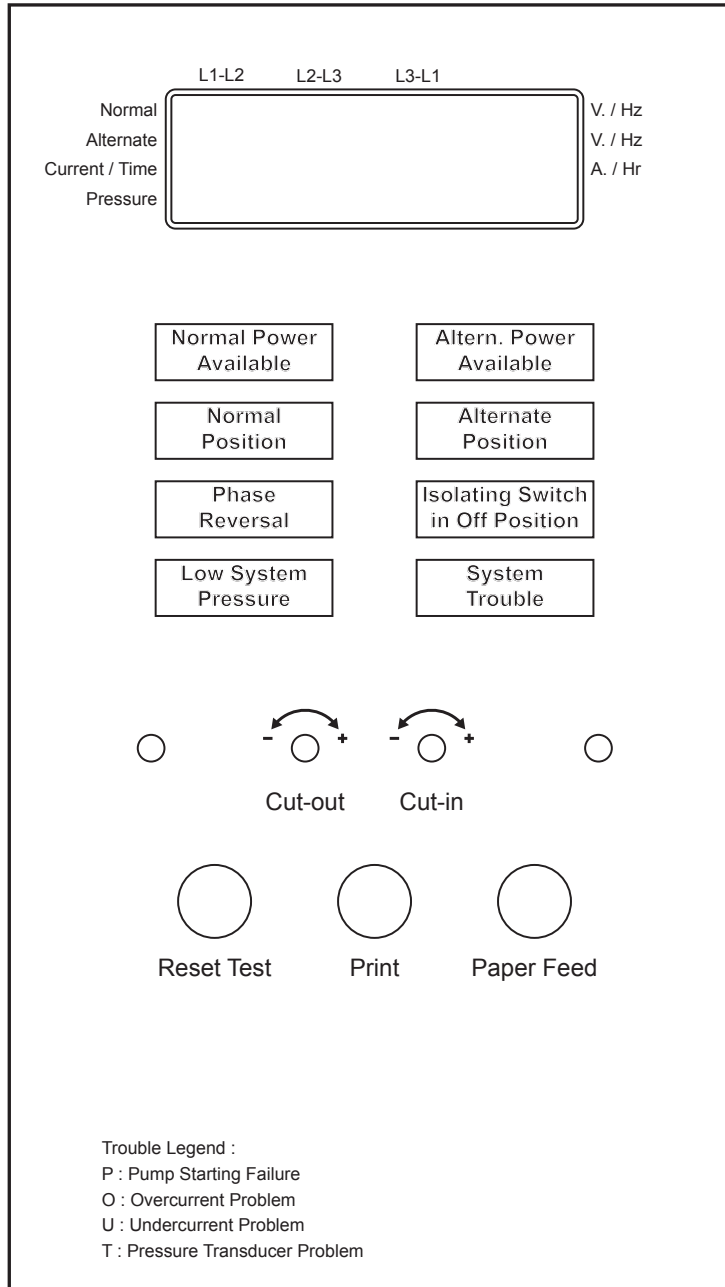 L1-L2 L2-L3 L3-L1
Normal V. / Hz
Alternate V. / Hz
Current / Time A. / Hr
Pressure
Normal Power Available
Altern. Power Available
Normal Position
Alternate Position
Phase Reversal
Isolating Switch in Off Position
Low System Pressure
System Trouble
- + - +
Cut-out Cut-in
Reset Test Print Paper Feed
Trouble Legend :
P : Pump Starting Failure
O : Overcurrent Problem
U : Undercurrent Problem
T : Pressure Transducer Problem